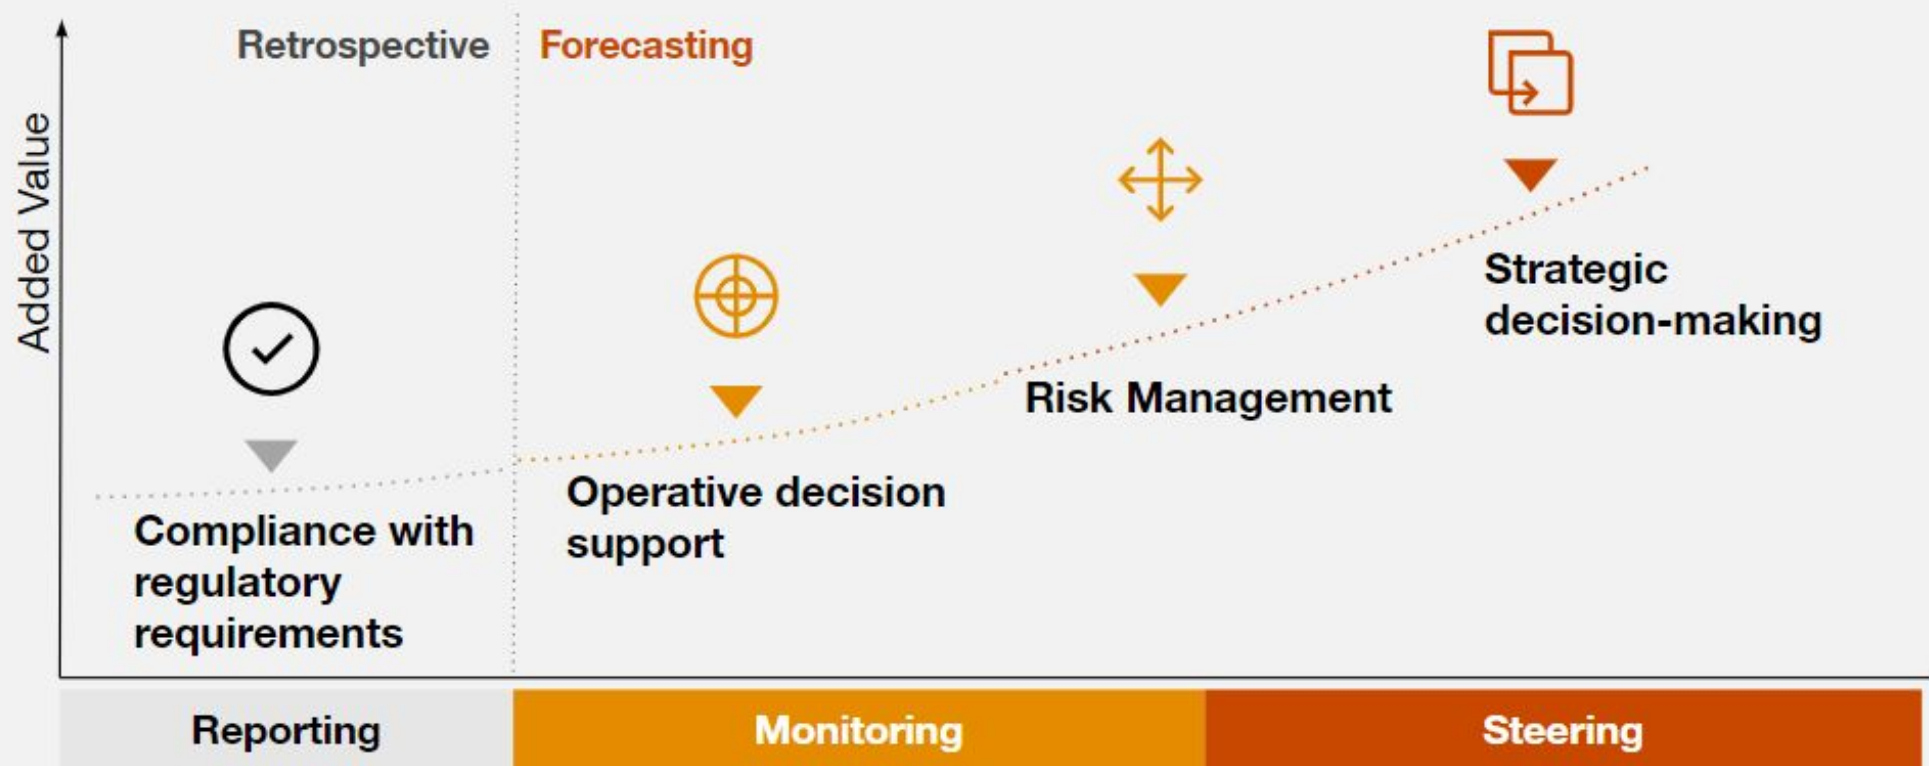 Retrospective
Forecasting
Added Value
Strategic
decision-making
Risk Management
Operative decision
support
Compliance with
regulatory
requirements
Reporting
Monitoring
Steering